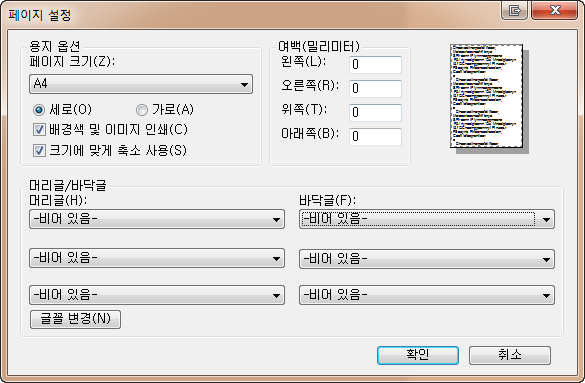 페이지 설정
용지 옵션
페이지 크기(Z):
A4
세로(O)
가로(A)
배경색 및 이미지 인쇄(C)
크기에 맞게 축소 사용(S)
여백(밀리미터)
왼쪽(L):
0
오른쪽(R):
0
위쪽(T):
0
아래쪽(B):
0
머리글/바닥글
머리글(H):
바닥글(F):
-비어 있음-
-비어 있음-
-비어 있음-
-비어 있음-
-비어 있음-
-비어 있음-
글꼴 변경(N)
확인
취소